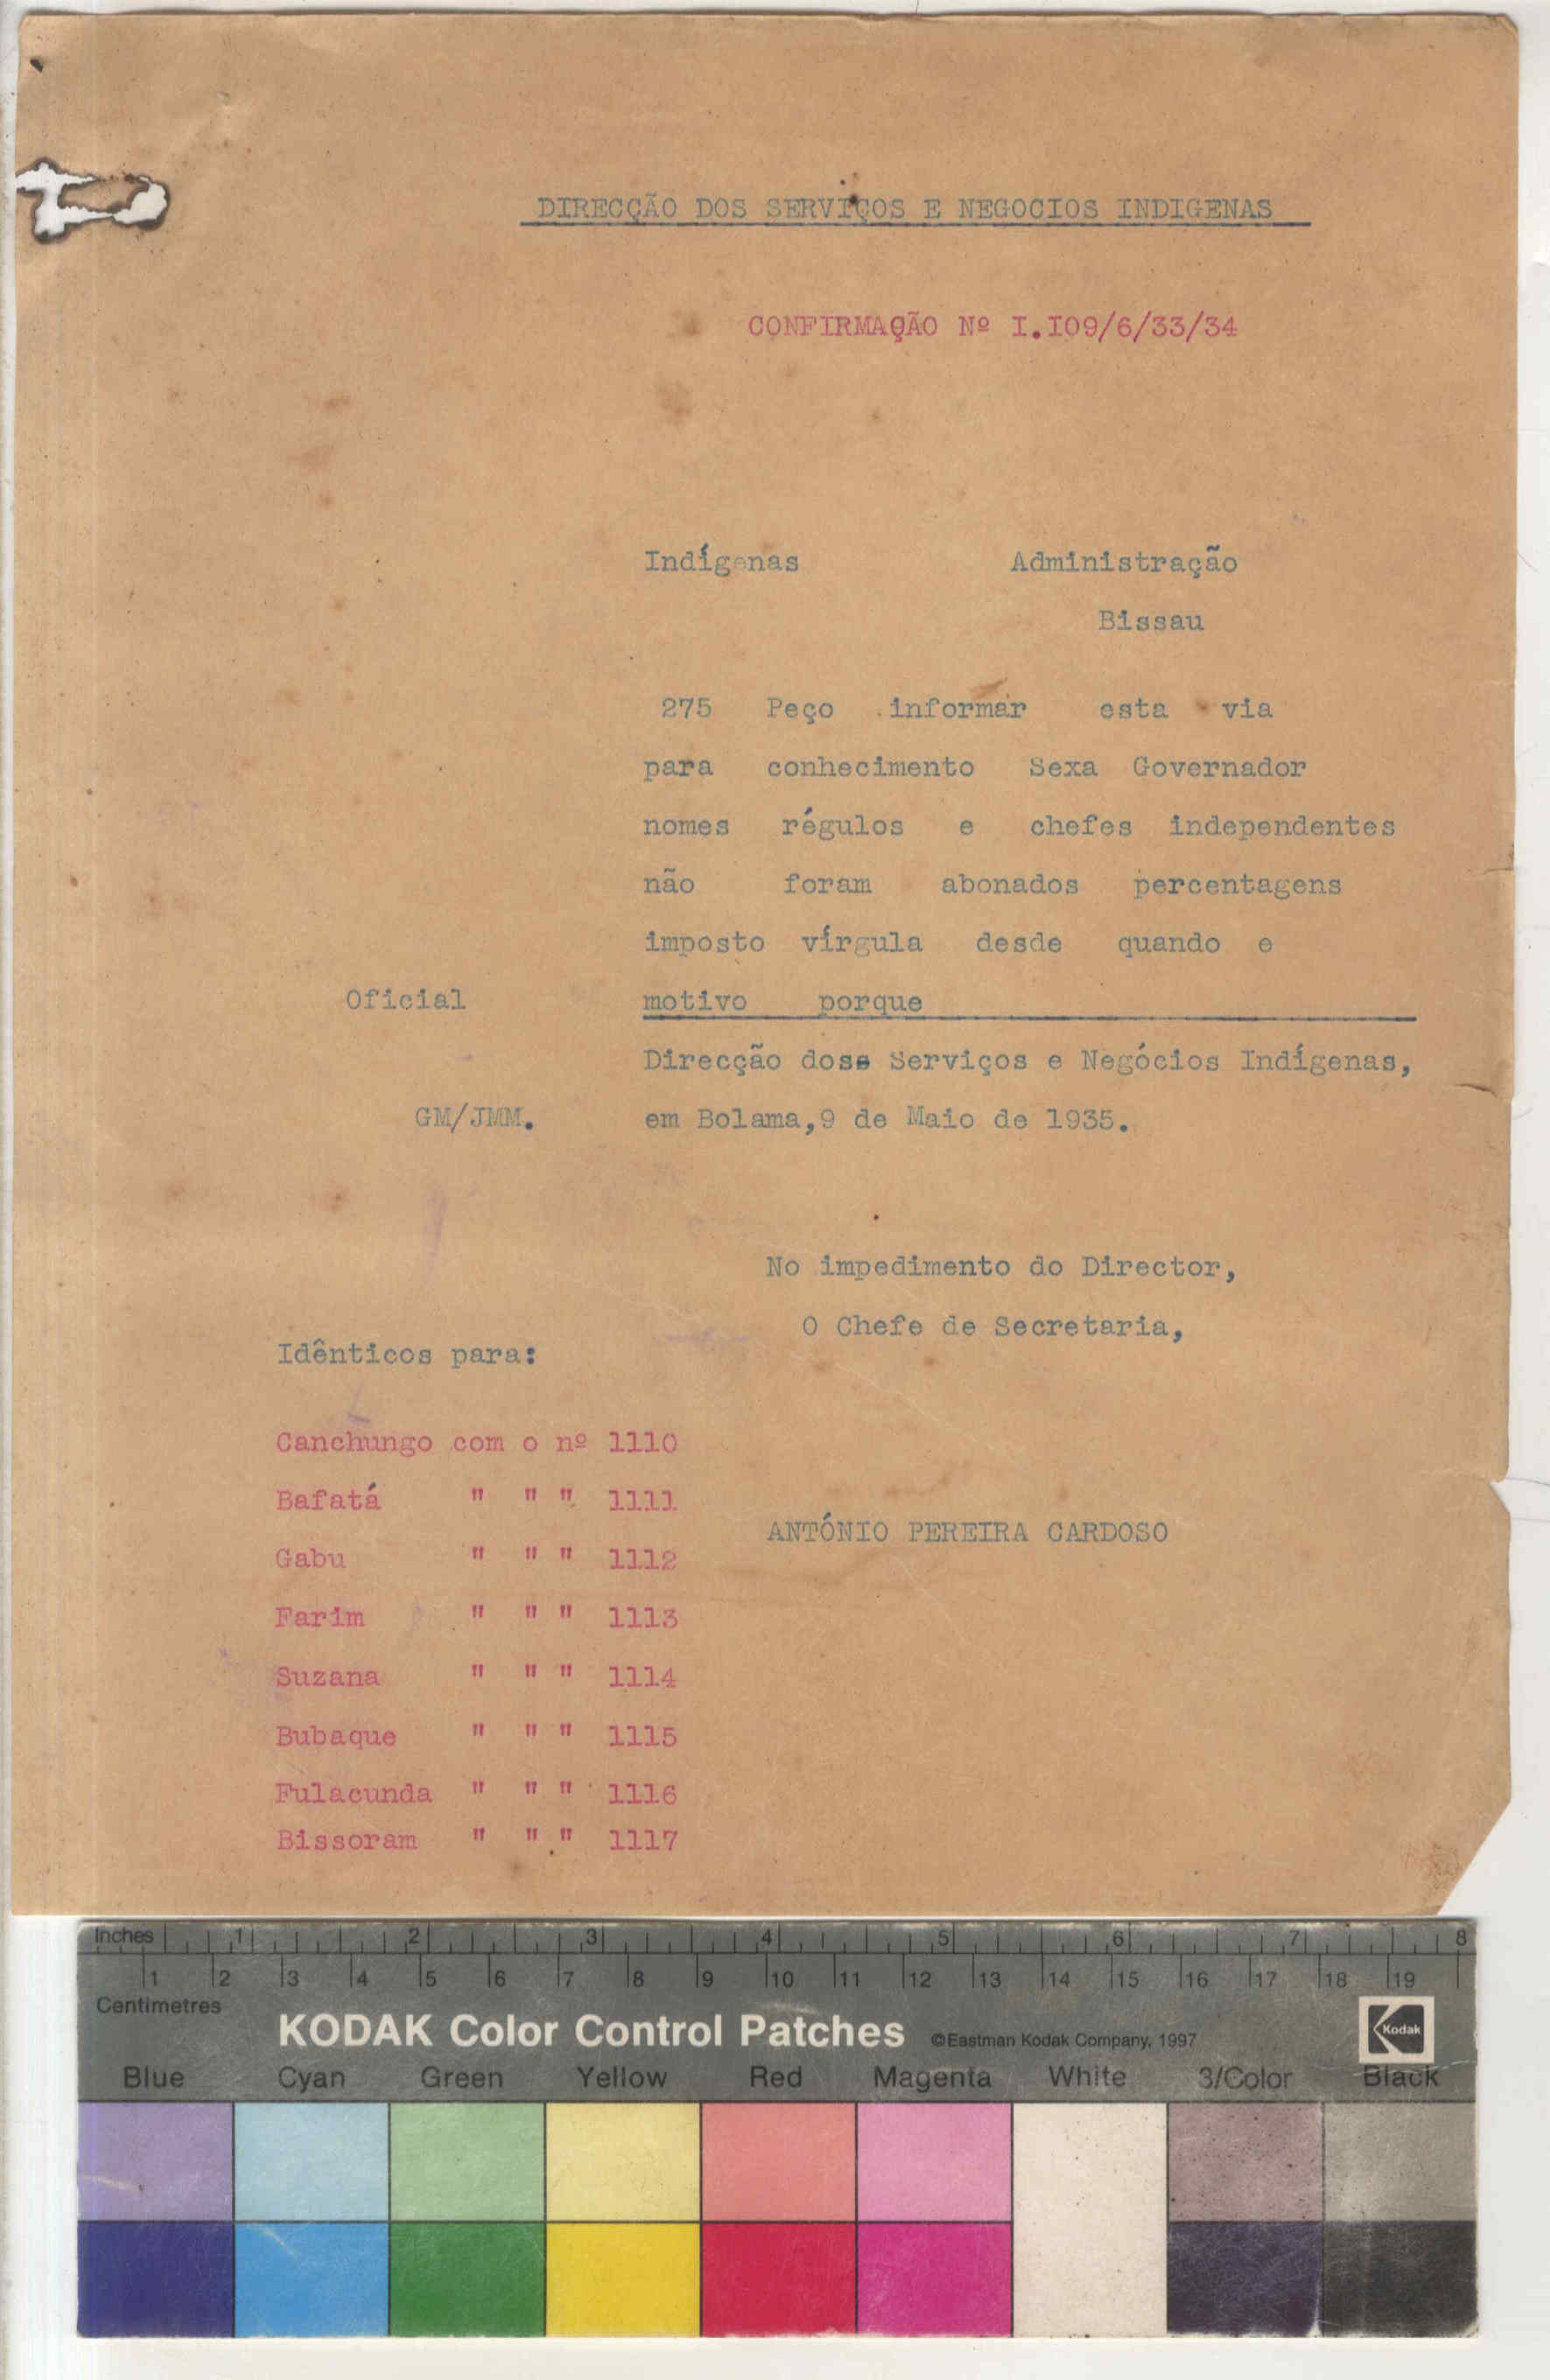 DIRECÇÃO DOS SERVIÇOS E NEGOCIOS INDIGENAS
CONFIRMAÇÃO Nº I.I09/6/33/34
Indígenas Administração
Bissau
275 Peço informar esta via
para conhecimento Sexa Governador
nomes régulos e chefes independentes
não foram abonados percentagens
imposto vírgula desde quando e
Oficial motivo porque
Direcção doss Serviços e Negócios Indígenas,
GM/JMM. em Bolama,9 de Maio de 1935.
No impedimento do Director,
O Chefe de Secretaria,
Idênticos para:
Canchungo com o nº 1110
Bafatá " " " 1111
ANTÓNIO PEREIRA CARDOSO
Gabu " " " 1112
Farim " " " 1113
Suzana " " " 1114
Bubaque " " " 1115
Fulacunda " " " 1116
Bissoram " " " 1117
Inches 1 2 3 4 5 6 7 8
1 2 3 4 5 6 7 8 9 10 11 12 13 14 15 16 17 18 19
Centimetres
KODAK Color Control Patches ©Eastman Kodak Company, 1997 Kodak
Blue Cyan Green Yellow Red Magenta White 3/Color Black